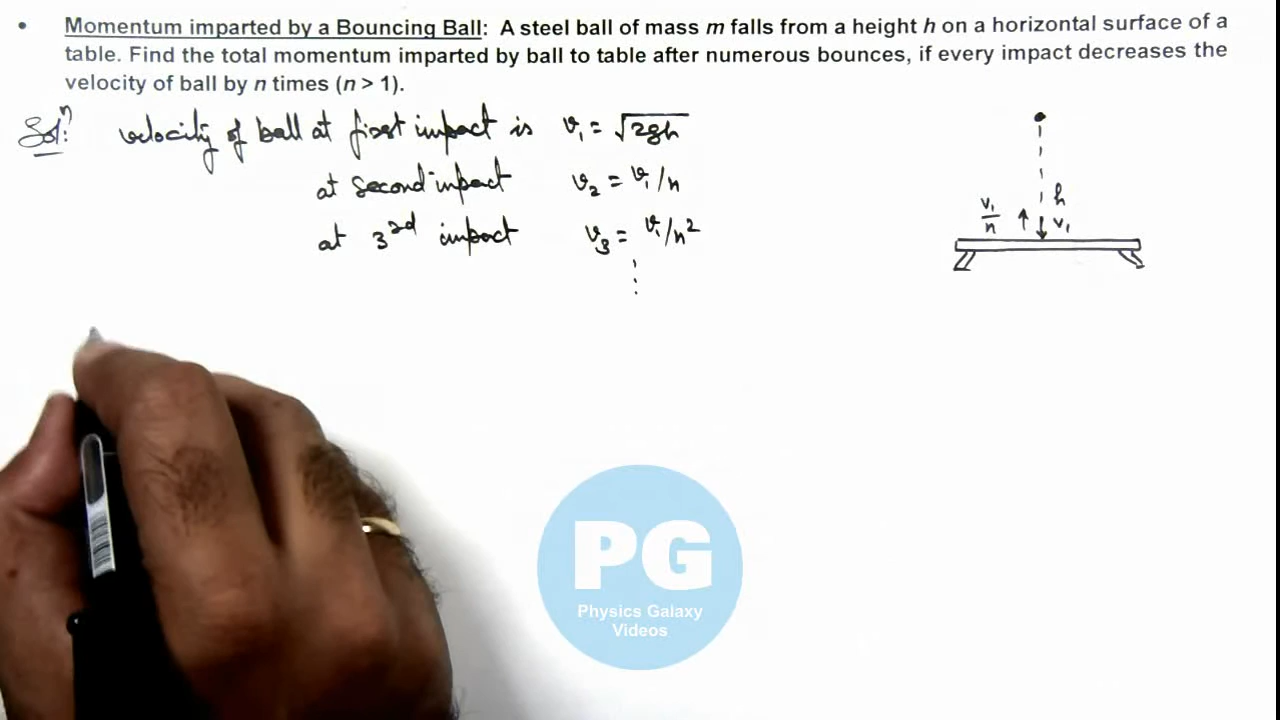 • Momentum imparted by a Bouncing Ball: A steel ball of mass m falls from a height h on a horizontal surface of a
table. Find the total momentum imparted by ball to table after numerous bounces, if every impact decreases the
velocity of ball by n times (n > 1).
Solⁿ: velocity of ball at first impact is v₁ = √2gh
at second impact v₂ = v₁/n
at 3rd impact v₃ = v₁/n²
⋮
h
v₁/n ↑ ↓ v₁
PG
Physics Galaxy
Videos